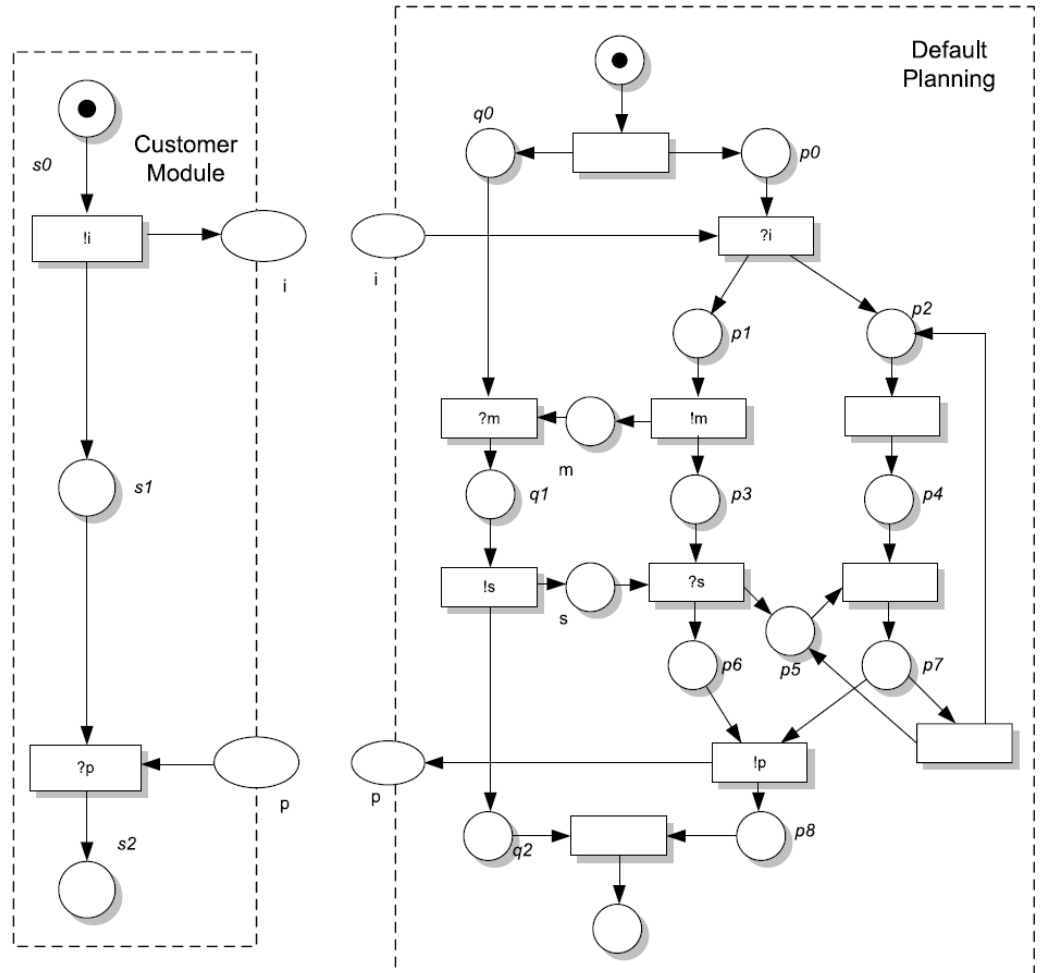 Default
Planning
Customer
Module
s0
!i
i
s1
?p
p
s2
q0
p0
i
?i
p1
p2
?m
m
!m
q1
p3
p4
!s
s
?s
p5
p6
p7
p
!p
q2
p8